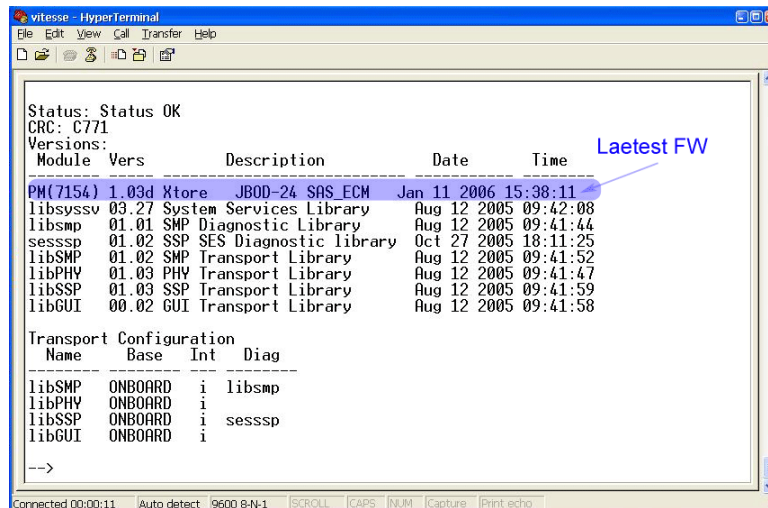 vitesse - HyperTerminal
File Edit View Call Transfer Help
Status: Status OK
CRC: C771
Versions:
Module Vers Description Date Time
-------- ----- ------------------------------ ----------- --------
PM(7154) 1.03d Xtore JBOD-24 SAS_ECM Jan 11 2006 15:38:11
Laetest FW
libsyssv 03.27 System Services Library Aug 12 2005 09:42:08
libsmp 01.01 SMP Diagnostic Library Aug 12 2005 09:41:44
sesssp 01.02 SSP SES Diagnostic library Oct 27 2005 18:11:25
libSMP 01.02 SMP Transport Library Aug 12 2005 09:41:52
libPHY 01.03 PHY Transport Library Aug 12 2005 09:41:47
libSSP 01.03 SSP Transport Library Aug 12 2005 09:41:59
libGUI 00.02 GUI Transport Library Aug 12 2005 09:41:58
Transport Configuration
Name Base Int Diag
-------- -------- --- --------
libSMP ONBOARD i libsmp
libPHY ONBOARD i
libSSP ONBOARD i sesssp
libGUI ONBOARD i
-->
Connected 00:00:11 Auto detect 9600 8-N-1 SCROLL CAPS NUM Capture Print echo